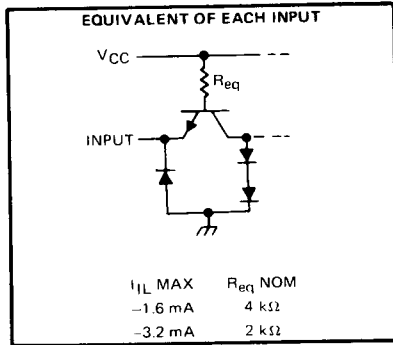 EQUIVALENT OF EACH INPUT
VCC
Req
INPUT
IIL MAX Req NOM
-1.6 mA 4 kΩ
-3.2 mA 2 kΩ